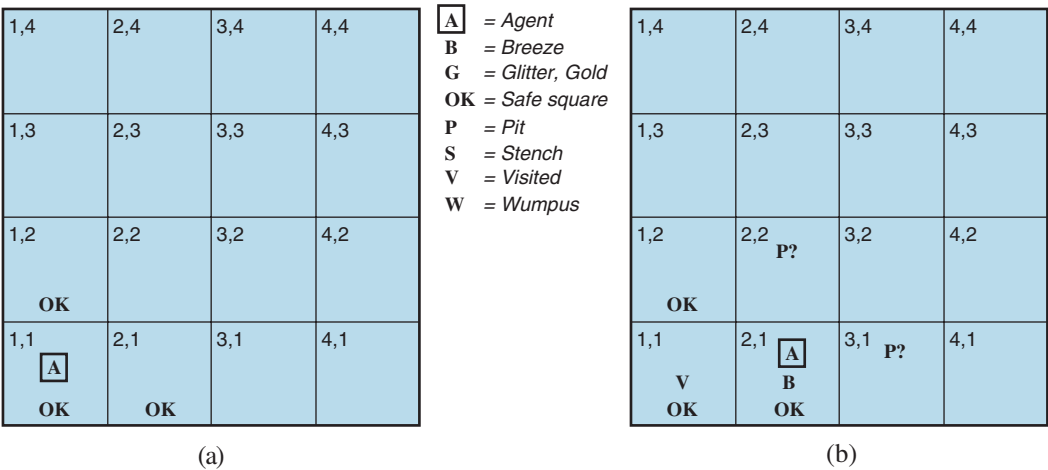 1,4 2,4 3,4 4,4
1,3 2,3 3,3 4,3
1,2 2,2 3,2 4,2
OK
1,1 2,1 3,1 4,1
A
OK OK
(a)
A = Agent
B = Breeze
G = Glitter, Gold
OK = Safe square
P = Pit
S = Stench
V = Visited
W = Wumpus
1,4 2,4 3,4 4,4
1,3 2,3 3,3 4,3
1,2 2,2 3,2 4,2
P?
OK
1,1 2,1 3,1 4,1
A P?
V B
OK OK
(b)